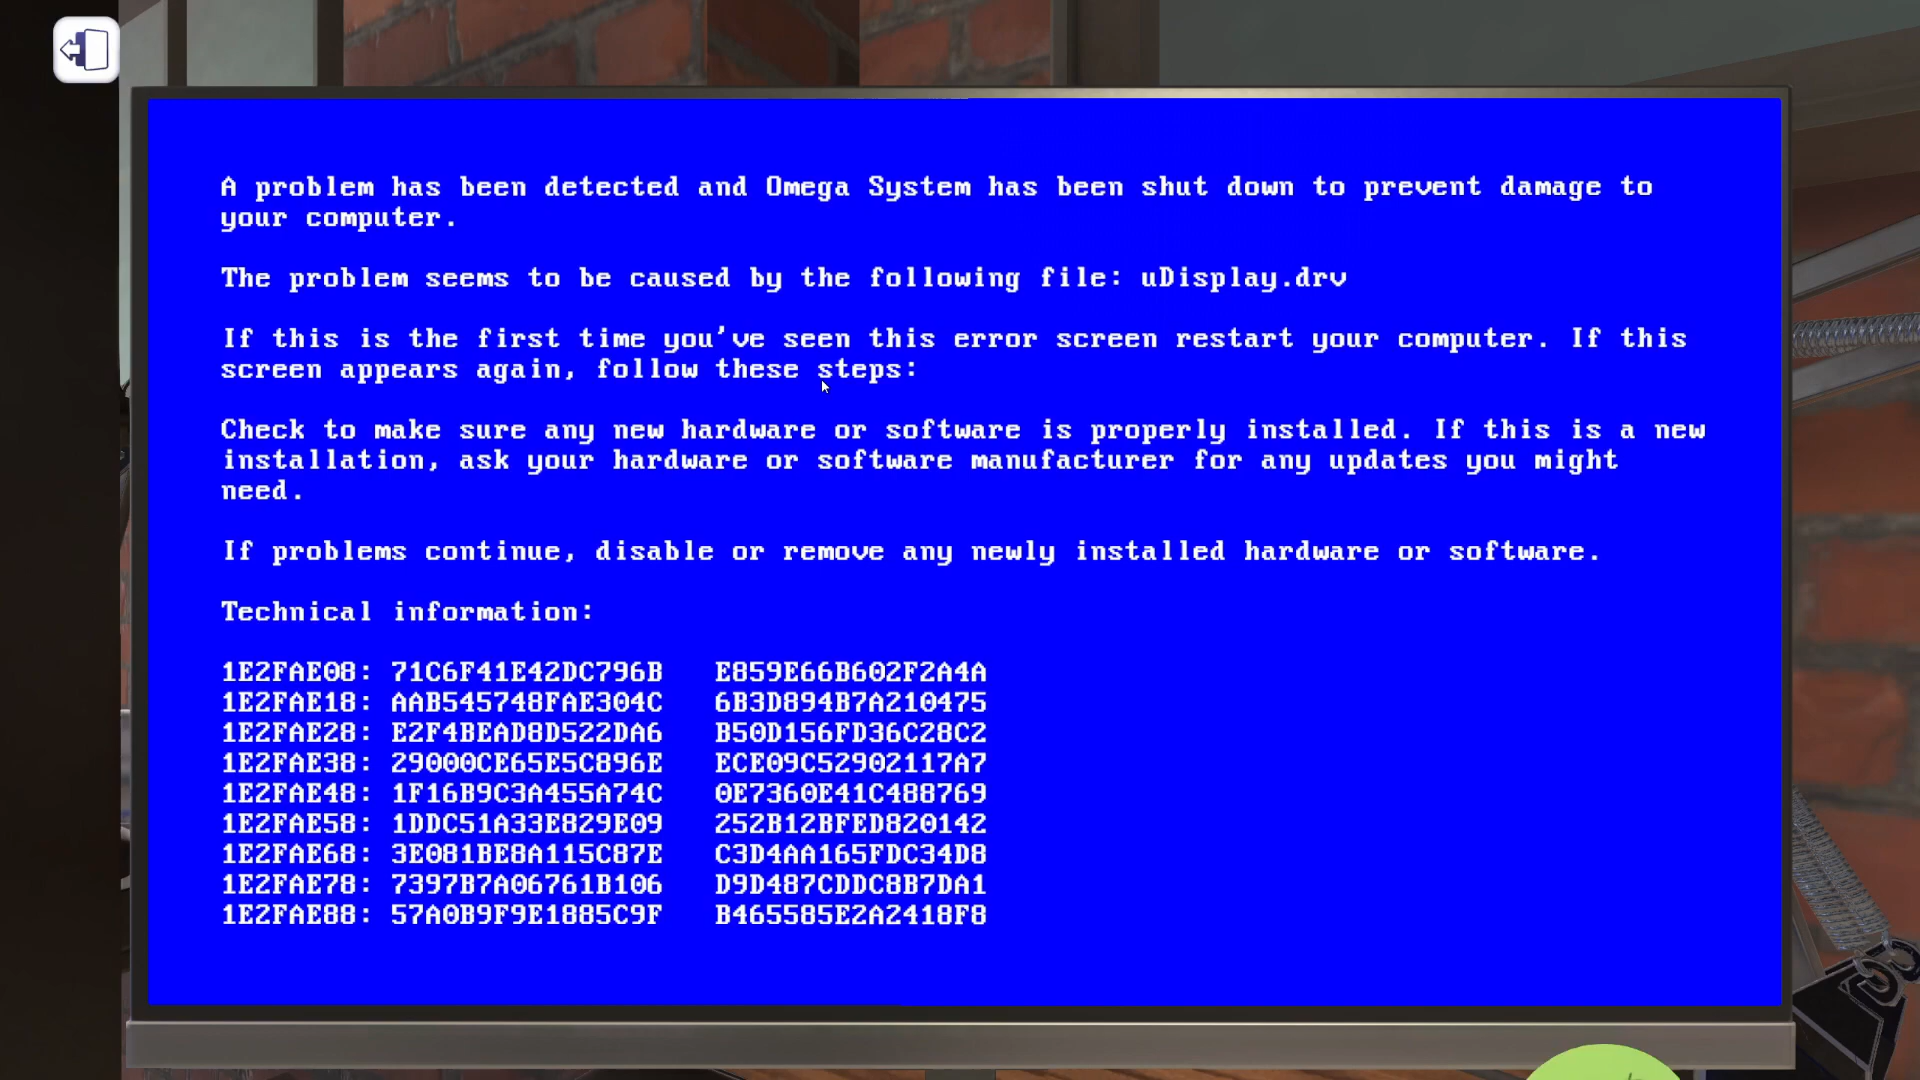 A problem has been detected and Omega System has been shut down to prevent damage to
your computer.
The problem seems to be caused by the following file: uDisplay.drv
If this is the first time you've seen this error screen restart your computer. If this
screen appears again, follow these steps:
Check to make sure any new hardware or software is properly installed. If this is a new
installation, ask your hardware or software manufacturer for any updates you might
need.
If problems continue, disable or remove any newly installed hardware or software.
Technical information:
1E2FAE08: 71C6F41E42DC796B E859E66B602F2A4A
1E2FAE18: AAB545748FAE304C 6B3D894B7A210475
1E2FAE28: E2F4BEAD8D522DA6 B50D156FD36C28C2
1E2FAE38: 29000CE65E5C896E ECE09C52902117A7
1E2FAE48: 1F16B9C3A455A74C 0E7360E41C488769
1E2FAE58: 1DDC51A33E829E09 252B12BFED820142
1E2FAE68: 3E081BE8A115C87E C3D4AA165FDC34D8
1E2FAE78: 7397B7A06761B106 D9D487CDDC8B7DA1
1E2FAE88: 57A0B9F9E1885C9F B465585E2A2418F8